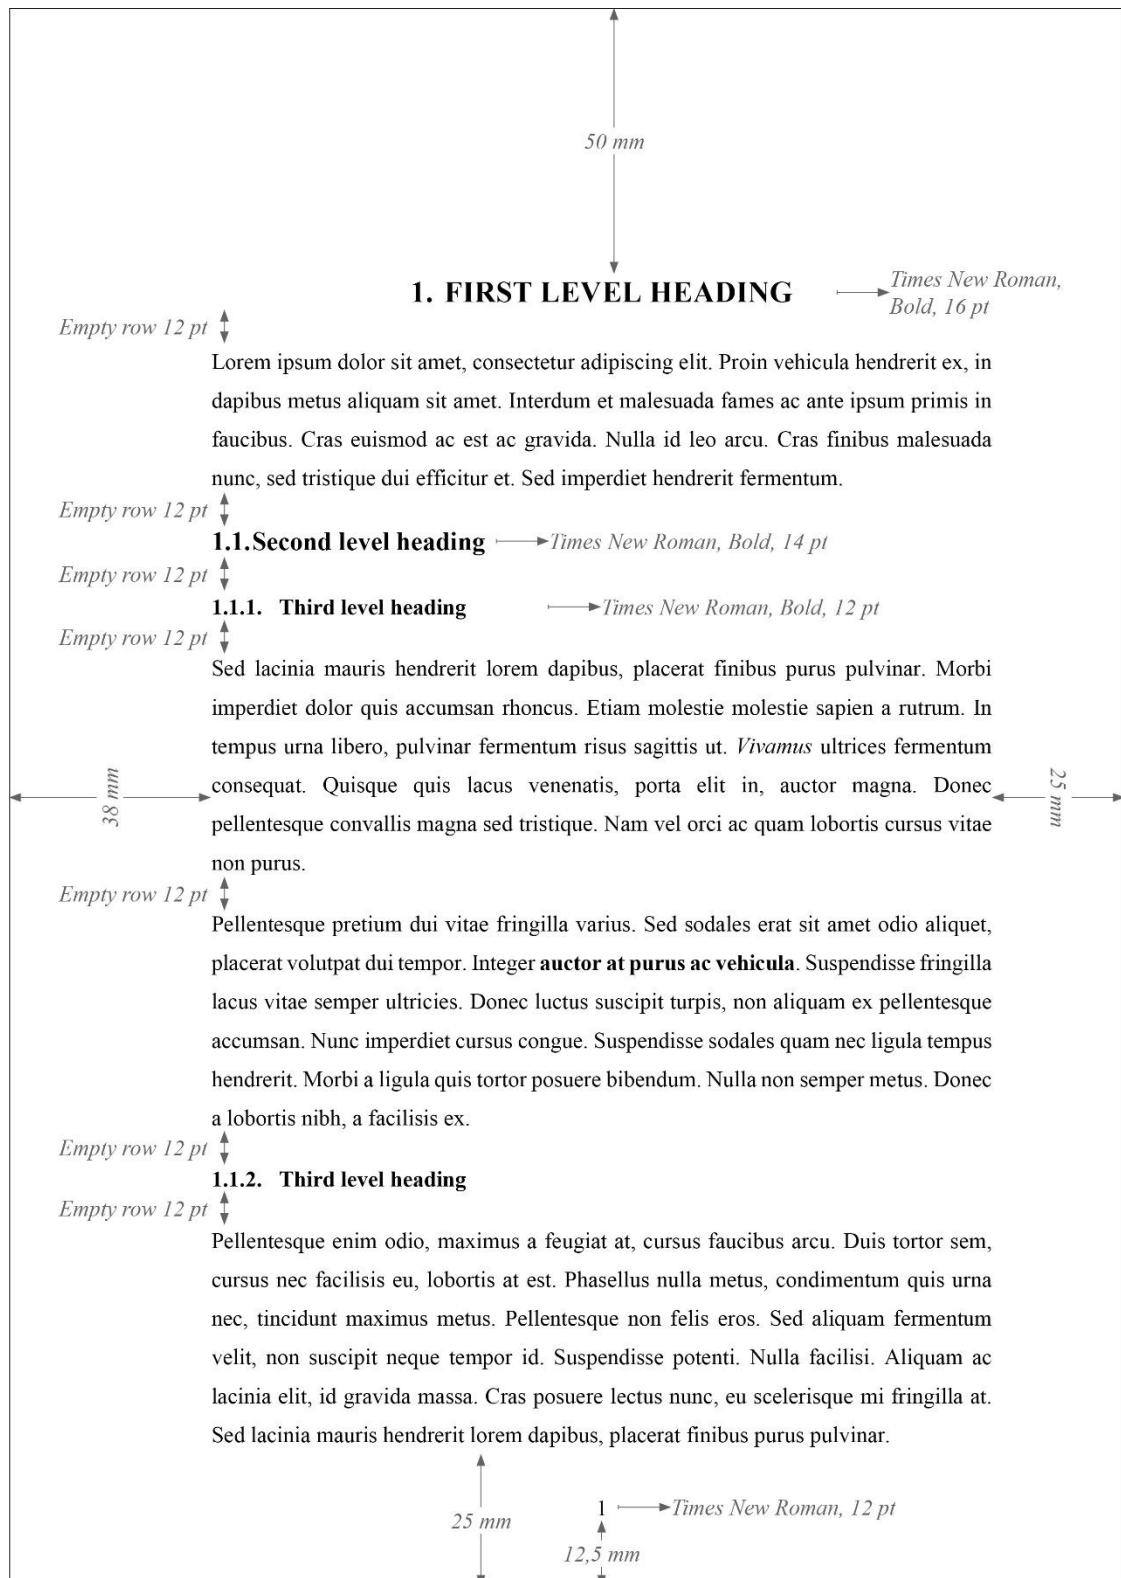 50 mm
1. FIRST LEVEL HEADING
Times New Roman,
Bold, 16 pt
Empty row 12 pt
Lorem ipsum dolor sit amet, consectetur adipiscing elit. Proin vehicula hendrerit ex, in
dapibus metus aliquam sit amet. Interdum et malesuada fames ac ante ipsum primis in
faucibus. Cras euismod ac est ac gravida. Nulla id leo arcu. Cras finibus malesuada
nunc, sed tristique dui efficitur et. Sed imperdiet hendrerit fermentum.
Empty row 12 pt
1.1.Second level heading
Times New Roman, Bold, 14 pt
Empty row 12 pt
1.1.1. Third level heading
Times New Roman, Bold, 12 pt
Empty row 12 pt
Sed lacinia mauris hendrerit lorem dapibus, placerat finibus purus pulvinar. Morbi
imperdiet dolor quis accumsan rhoncus. Etiam molestie molestie sapien a rutrum. In
tempus urna libero, pulvinar fermentum risus sagittis ut. Vivamus ultrices fermentum
consequat. Quisque quis lacus venenatis, porta elit in, auctor magna. Donec
pellentesque convallis magna sed tristique. Nam vel orci ac quam lobortis cursus vitae
non purus.
38 mm
25 mm
Empty row 12 pt
Pellentesque pretium dui vitae fringilla varius. Sed sodales erat sit amet odio aliquet,
placerat volutpat dui tempor. Integer auctor at purus ac vehicula. Suspendisse fringilla
lacus vitae semper ultricies. Donec luctus suscipit turpis, non aliquam ex pellentesque
accumsan. Nunc imperdiet cursus congue. Suspendisse sodales quam nec ligula tempus
hendrerit. Morbi a ligula quis tortor posuere bibendum. Nulla non semper metus. Donec
a lobortis nibh, a facilisis ex.
Empty row 12 pt
1.1.2. Third level heading
Empty row 12 pt
Pellentesque enim odio, maximus a feugiat at, cursus faucibus arcu. Duis tortor sem,
cursus nec facilisis eu, lobortis at est. Phasellus nulla metus, condimentum quis urna
nec, tincidunt maximus metus. Pellentesque non felis eros. Sed aliquam fermentum
velit, non suscipit neque tempor id. Suspendisse potenti. Nulla facilisi. Aliquam ac
lacinia elit, id gravida massa. Cras posuere lectus nunc, eu scelerisque mi fringilla at.
Sed lacinia mauris hendrerit lorem dapibus, placerat finibus purus pulvinar.
25 mm
1
Times New Roman, 12 pt
12,5 mm